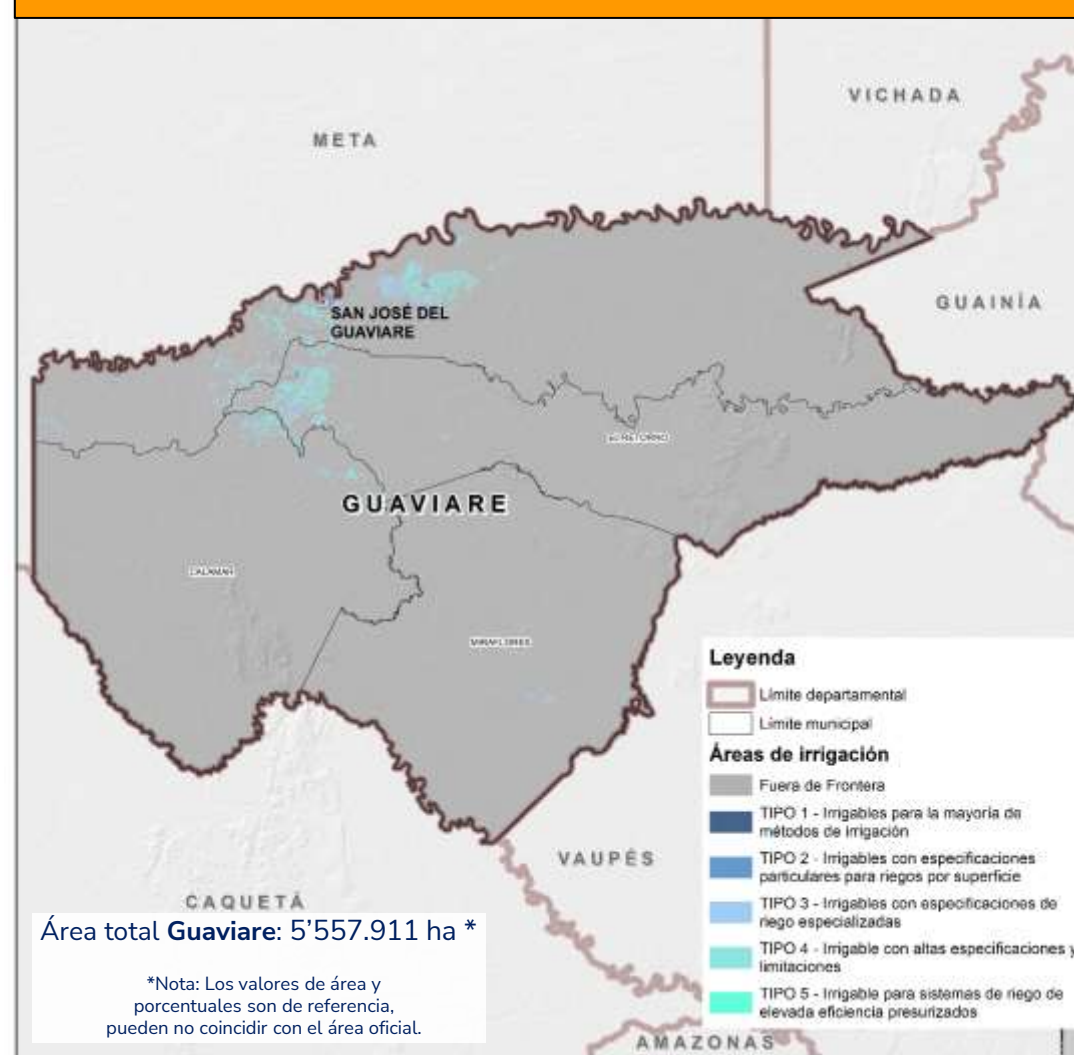 VICHADA
META
GUAINÍA
SAN JOSÉ DEL
GUAVIARE
EL RETORNO
GUAVIARE
CALAMAR
MIRAFLORES
VAUPÉS
CAQUETÁ
AMAZONAS
Área total Guaviare: 5’557.911 ha *
*Nota: Los valores de área y
porcentuales son de referencia,
pueden no coincidir con el área oficial.
Leyenda
Límite departamental
Límite municipal
Áreas de irrigación
Fuera de Frontera
TIPO 1 - Irrigables para la mayoría de
métodos de irrigación
TIPO 2 - Irrigables con especificaciones
particulares para riegos por superficie
TIPO 3 - Irrigables con especificaciones de
riego especializadas
TIPO 4 - Irrigable con altas especificaciones y
limitaciones
TIPO 5 - Irrigable para sistemas de riego de
elevada eficiencia presurizados